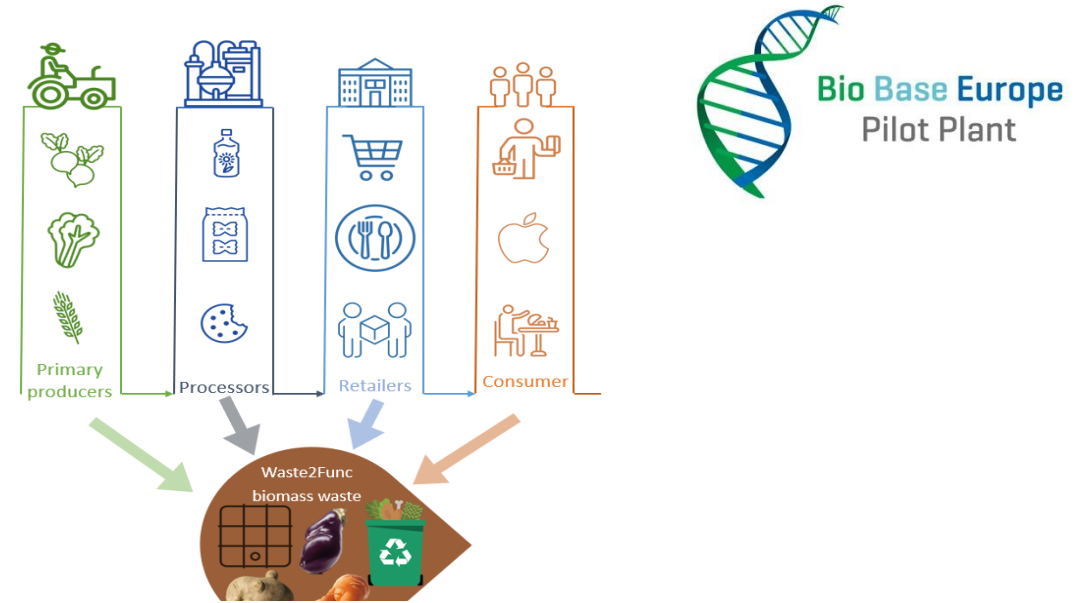 Bio Base Europe
Pilot Plant
Primary
producers
Processors
Retailers
Consumer
Waste2Func
biomass waste